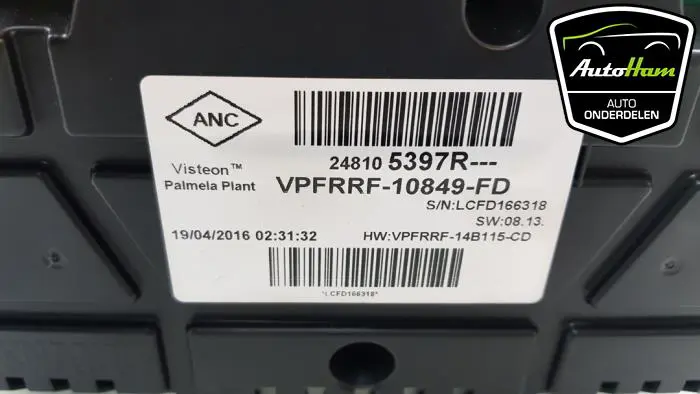 AutoHam
AUTO
ONDERDELEN
ANC
24810 5397R---
Visteon™
Palmela Plant
VPFRRF-10849-FD
S/N:LCFD166318
SW:08.13.
19/04/2016 02:31:32
HW:VPFRRF-14B115-CD
*LCFD166318*